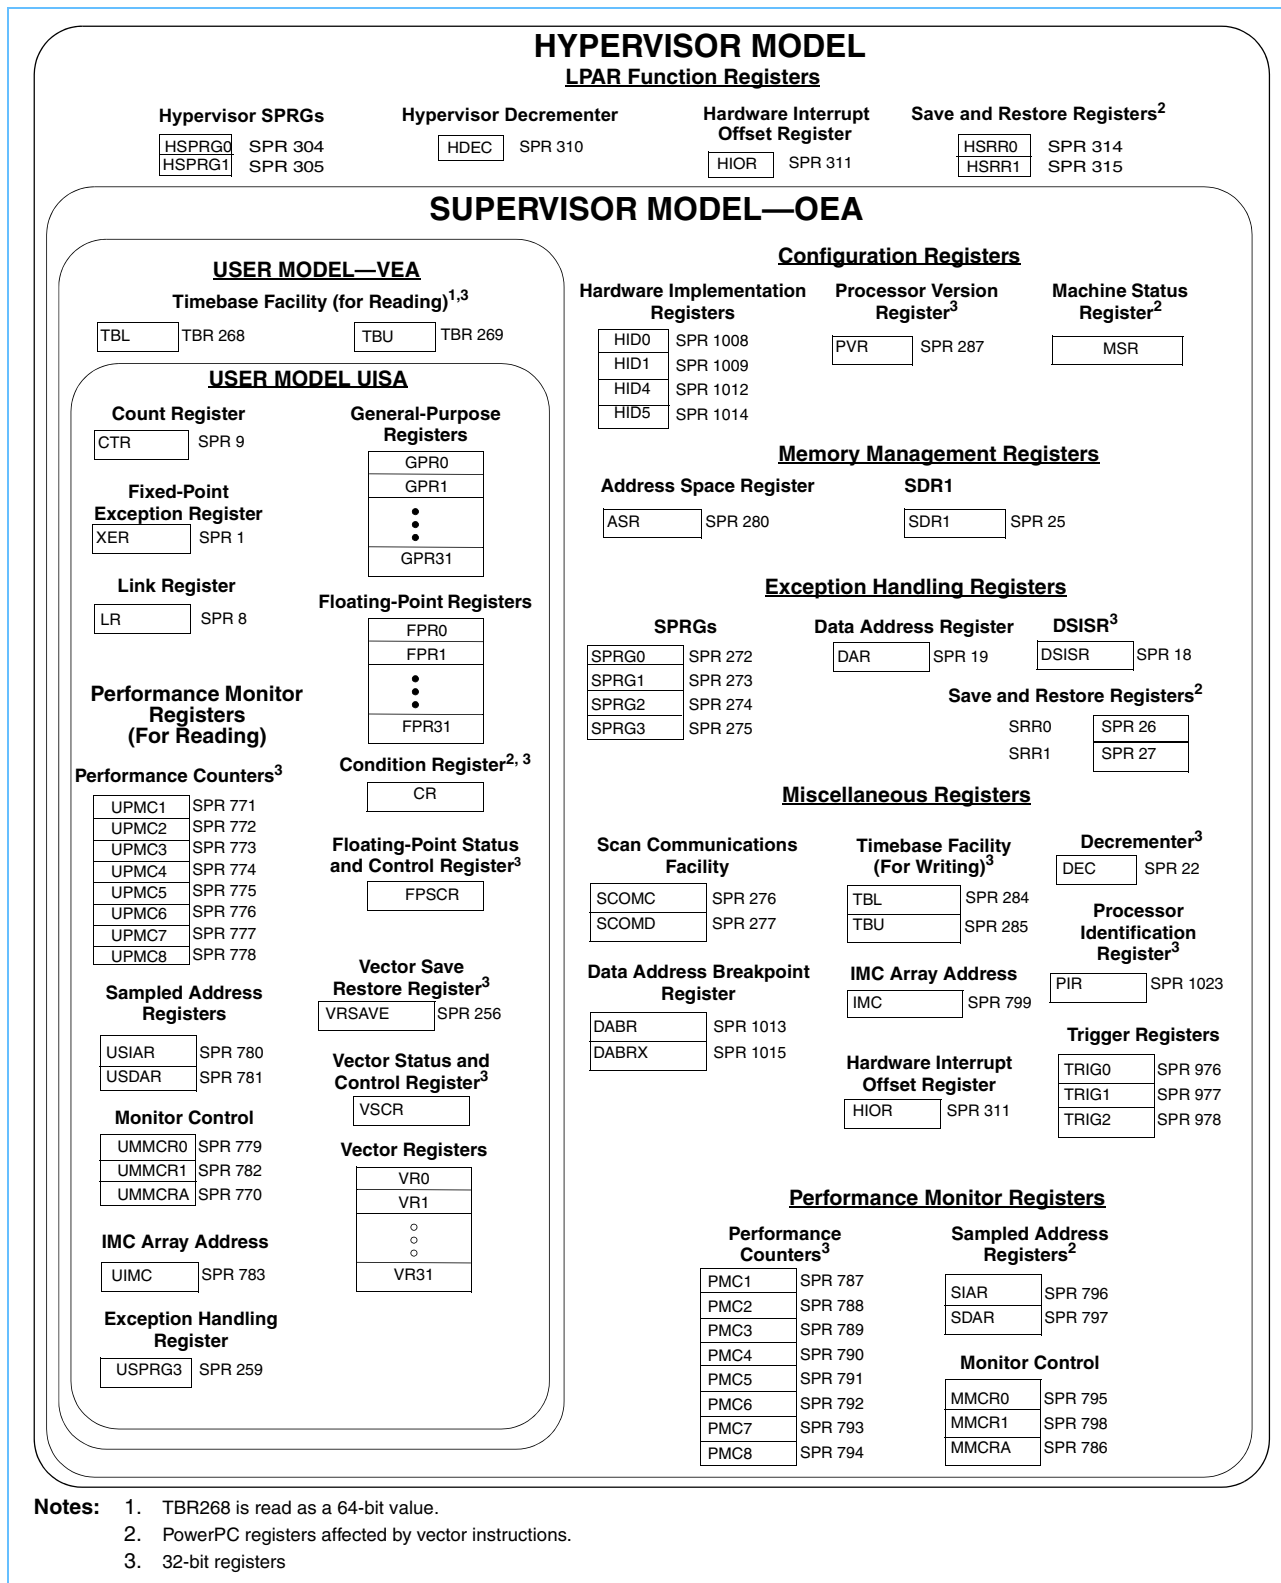 HYPERVISOR MODEL
LPAR Function Registers
Hypervisor SPRGs
HSPRG0 SPR 304
HSPRG1 SPR 305
Hypervisor Decrementer
HDEC SPR 310
Hardware Interrupt
Offset Register
HIOR SPR 311
Save and Restore Registers2
HSRR0 SPR 314
HSRR1 SPR 315
SUPERVISOR MODEL—OEA
USER MODEL—VEA
Timebase Facility (for Reading)1,3
TBL TBR 268
TBU TBR 269
USER MODEL UISA
Count Register
CTR SPR 9
Fixed-Point
Exception Register
XER SPR 1
Link Register
LR SPR 8
Performance Monitor
Registers
(For Reading)
Performance Counters3
UPMC1 SPR 771
UPMC2 SPR 772
UPMC3 SPR 773
UPMC4 SPR 774
UPMC5 SPR 775
UPMC6 SPR 776
UPMC7 SPR 777
UPMC8 SPR 778
Sampled Address
Registers
USIAR SPR 780
USDAR SPR 781
Monitor Control
UMMCR0 SPR 779
UMMCR1 SPR 782
UMMCRA SPR 770
IMC Array Address
UIMC SPR 783
Exception Handling
Register
USPRG3 SPR 259
General-Purpose
Registers
GPR0
GPR1
GPR31
Floating-Point Registers
FPR0
FPR1
FPR31
Condition Register2, 3
CR
Floating-Point Status
and Control Register3
FPSCR
Vector Save
Restore Register3
VRSAVE SPR 256
Vector Status and
Control Register3
VSCR
Vector Registers
VR0
VR1
VR31
Configuration Registers
Hardware Implementation
Registers
HID0 SPR 1008
HID1 SPR 1009
HID4 SPR 1012
HID5 SPR 1014
Processor Version
Register3
PVR SPR 287
Machine Status
Register2
MSR
Memory Management Registers
Address Space Register
ASR SPR 280
SDR1
SDR1 SPR 25
Exception Handling Registers
SPRGs
SPRG0 SPR 272
SPRG1 SPR 273
SPRG2 SPR 274
SPRG3 SPR 275
Data Address Register
DAR SPR 19
DSISR3
DSISR SPR 18
Save and Restore Registers2
SRR0 SPR 26
SRR1 SPR 27
Miscellaneous Registers
Scan Communications
Facility
SCOMC SPR 276
SCOMD SPR 277
Timebase Facility
(For Writing)3
TBL SPR 284
TBU SPR 285
Decrementer3
DEC SPR 22
Processor
Identification
Register3
PIR SPR 1023
Data Address Breakpoint
Register
DABR SPR 1013
DABRX SPR 1015
IMC Array Address
IMC SPR 799
Hardware Interrupt
Offset Register
HIOR SPR 311
Trigger Registers
TRIG0 SPR 976
TRIG1 SPR 977
TRIG2 SPR 978
Performance Monitor Registers
Performance
Counters3
PMC1 SPR 787
PMC2 SPR 788
PMC3 SPR 789
PMC4 SPR 790
PMC5 SPR 791
PMC6 SPR 792
PMC7 SPR 793
PMC8 SPR 794
Sampled Address
Registers2
SIAR SPR 796
SDAR SPR 797
Monitor Control
MMCR0 SPR 795
MMCR1 SPR 798
MMCRA SPR 786
Notes: 1. TBR268 is read as a 64-bit value.
2. PowerPC registers affected by vector instructions.
3. 32-bit registers